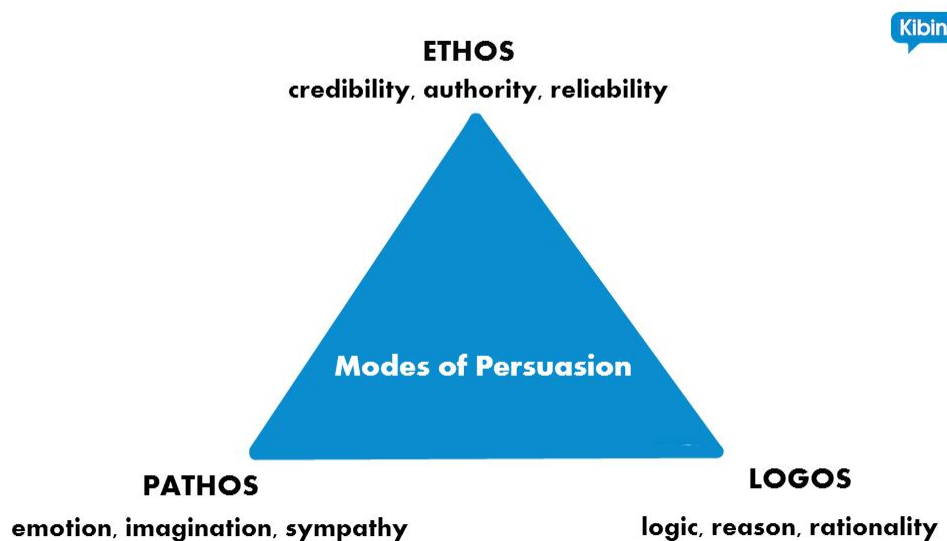 Kibin
ETHOS
credibility, authority, reliability
Modes of Persuasion
PATHOS
LOGOS
emotion, imagination, sympathy
logic, reason, rationality